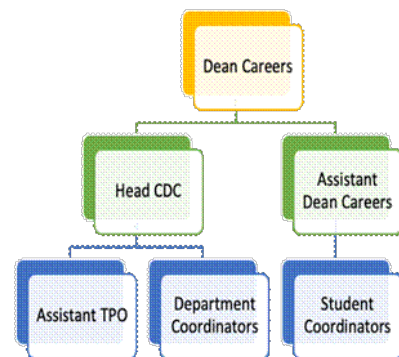 Dean Careers
Head CDC
Assistant
Dean Careers
Assistant TPO
Department
Coordinators
Student
Coordinators